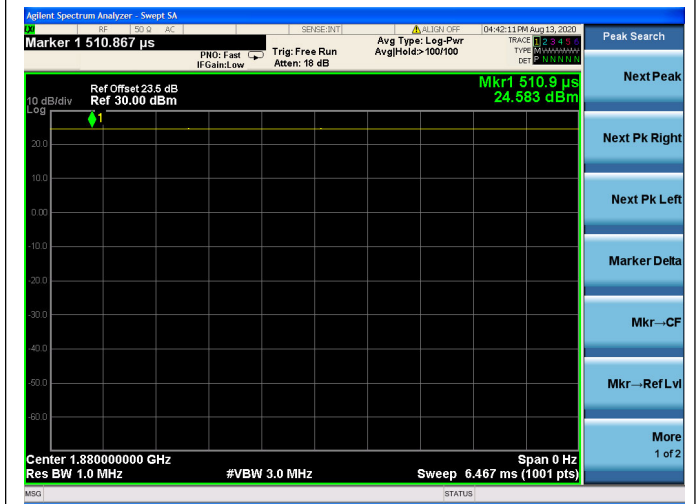 Agilent Spectrum Analyzer - Swept SA
RF 50 Ω AC SENSE:INT ALIGN OFF 04:42:11 PM Aug 13, 2020
Marker 1 510.867 µs
PNO: Fast
IFGain:Low
Trig: Free Run
Atten: 18 dB
Avg Type: Log-Pwr
Avg|Hold:>100/100
TRACE 1 2 3 4 5 6
TYPE
DET P N N N N N
Ref Offset 23.5 dB
Ref 30.00 dBm
Mkr1 510.9 µs
24.583 dBm
10 dB/div
Log
1
20.0
10.0
0.00
-10.0
-20.0
-30.0
-40.0
-50.0
-60.0
Center 1.880000000 GHz
Span 0 Hz
Res BW 1.0 MHz
#VBW 3.0 MHz
Sweep 6.467 ms (1001 pts)
MSG
STATUS
Peak Search
Next Peak
Next Pk Right
Next Pk Left
Marker Delta
Mkr→CF
Mkr→Ref Lvl
More
1 of 2